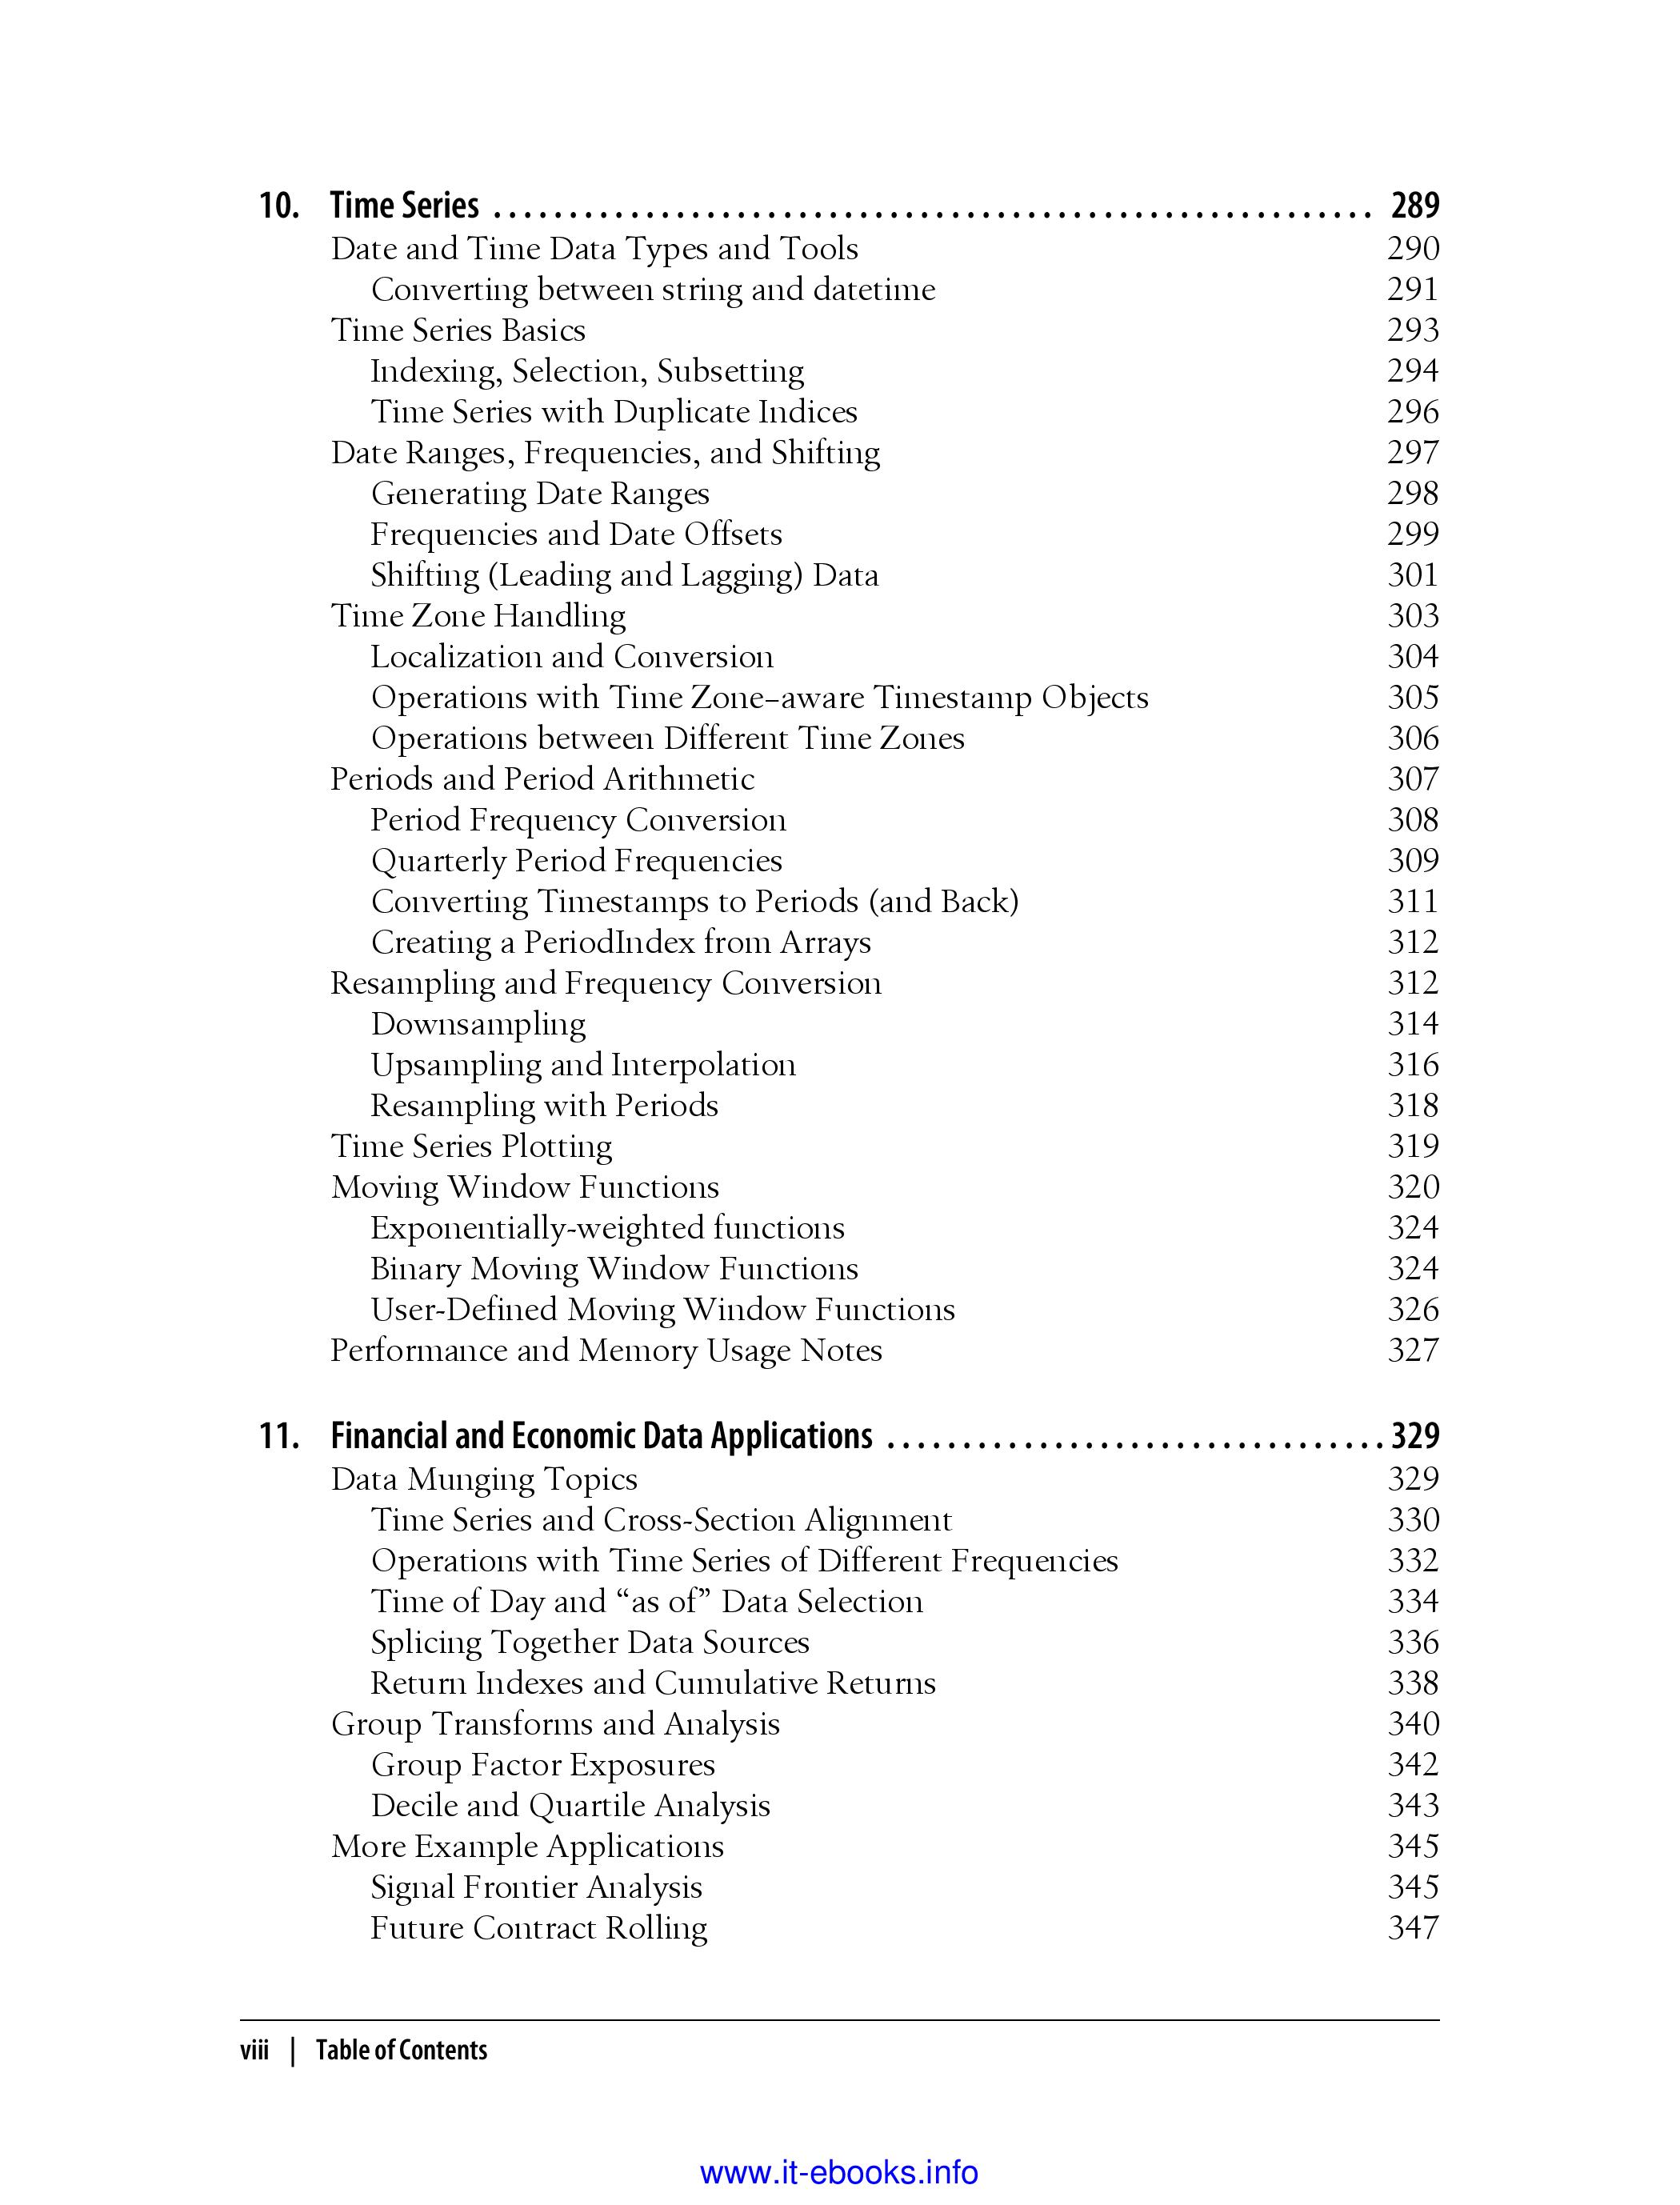 10. Time Series . . . . . . . . . . . . . . . . . . . . . . . . . . . . . . . . . . . . . . . . . . . . . . . . . . . . . . . . . . 289
Date and Time Data Types and Tools 290
Converting between string and datetime 291
Time Series Basics 293
Indexing, Selection, Subsetting 294
Time Series with Duplicate Indices 296
Date Ranges, Frequencies, and Shifting 297
Generating Date Ranges 298
Frequencies and Date Offsets 299
Shifting (Leading and Lagging) Data 301
Time Zone Handling 303
Localization and Conversion 304
Operations with Time Zone−aware Timestamp Objects 305
Operations between Different Time Zones 306
Periods and Period Arithmetic 307
Period Frequency Conversion 308
Quarterly Period Frequencies 309
Converting Timestamps to Periods (and Back) 311
Creating a PeriodIndex from Arrays 312
Resampling and Frequency Conversion 312
Downsampling 314
Upsampling and Interpolation 316
Resampling with Periods 318
Time Series Plotting 319
Moving Window Functions 320
Exponentially-weighted functions 324
Binary Moving Window Functions 324
User-Defined Moving Window Functions 326
Performance and Memory Usage Notes 327
11. Financial and Economic Data Applications . . . . . . . . . . . . . . . . . . . . . . . . . . . . . . . . . 329
Data Munging Topics 329
Time Series and Cross-Section Alignment 330
Operations with Time Series of Different Frequencies 332
Time of Day and “as of” Data Selection 334
Splicing Together Data Sources 336
Return Indexes and Cumulative Returns 338
Group Transforms and Analysis 340
Group Factor Exposures 342
Decile and Quartile Analysis 343
More Example Applications 345
Signal Frontier Analysis 345
Future Contract Rolling 347
viii | Table of Contents
www.it-ebooks.info